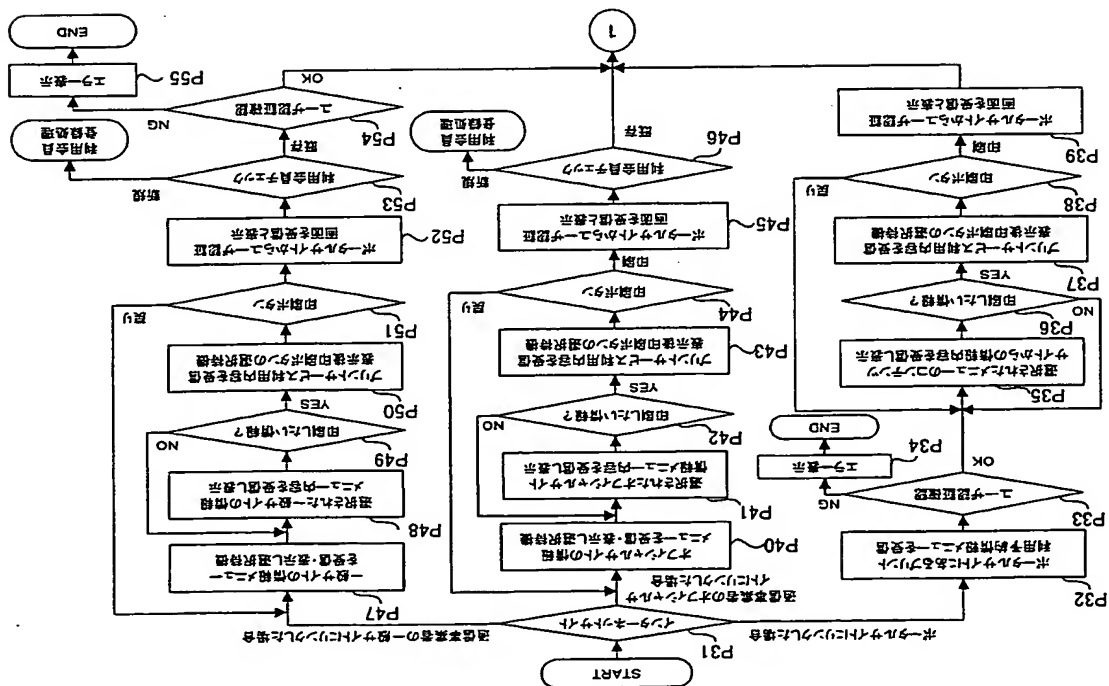 START
P31
インターネットサイト
ポータルサイトにリンクした場合
通信事業者のオフィシャルサ
イトにリンクした場合
通信事業者の一般サイトにリンクした場合
P32
ポータルサイトにあるプリント
利用予約情報メニューを受信
P33
ユーザ認証確認
NG
OK
P34
エラー表示
END
P35
選択されたメニューのコンテンツ
サイトからの情報内容を受信し表示
P36
印刷したい情報？
NO
YES
P37
プリントサービス利用内容を受信
表示後印刷ボタンの選択待機
P38
印刷ボタン
戻り
印刷
P39
ポータルサイトからユーザ認証
画面を受信と表示
P40
オフィシャルサイトの情報
メニューを受信・表示し選択待機
P41
選択されたオフィシャルサイト
情報メニュー内容を受信し表示
P42
印刷したい情報？
NO
YES
P43
プリントサービス利用内容を受信
表示後印刷ボタンの選択待機
P44
印刷ボタン
戻り
印刷
P45
ポータルサイトからユーザ認証
画面を受信と表示
P46
利用会員チェック
新規
既存
利用会員
登録処理
P47
一般サイトの情報メニュー
を受信・表示し選択待機
P48
選択された一般サイトの情報
メニュー内容を受信し表示
P49
印刷したい情報？
NO
YES
P50
プリントサービス利用内容を受信
表示後印刷ボタンの選択待機
P51
印刷ボタン
戻り
P52
ポータルサイトからユーザ認証
画面を受信と表示
P53
利用会員チェック
新規
既存
利用会員
登録処理
P54
ユーザ認証確認
NG
OK
P55
エラー表示
END
1